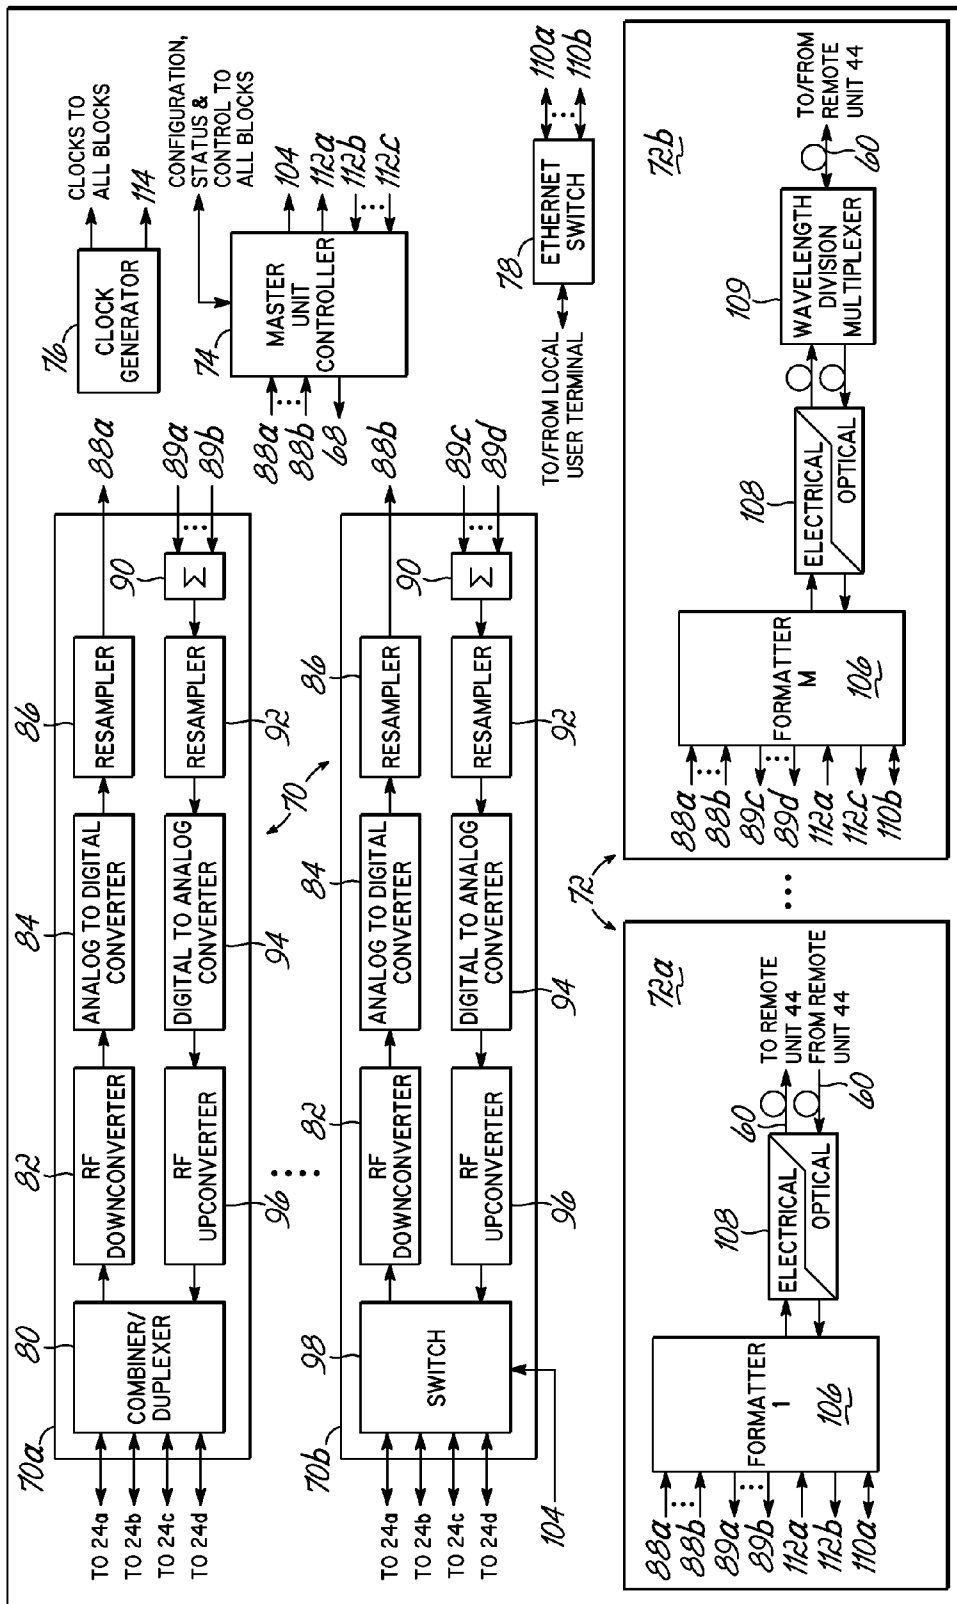 70a
TO 24a
TO 24b
TO 24c
TO 24d
80
COMBINER/
DUPLEXER
82
RF
DOWNCONVERTER
84
ANALOG TO DIGITAL
CONVERTER
86
RESAMPLER
88a
RF
UPCONVERTER
96
DIGITAL TO ANALOG
CONVERTER
94
RESAMPLER
92
90
Σ
89a
89b
70
70b
TO 24a
TO 24b
TO 24c
TO 24d
104
98
SWITCH
82
RF
DOWNCONVERTER
84
ANALOG TO DIGITAL
CONVERTER
86
RESAMPLER
88b
RF
UPCONVERTER
96
DIGITAL TO ANALOG
CONVERTER
94
RESAMPLER
92
90
Σ
89c
89d
76
CLOCK
GENERATOR
CLOCKS TO
ALL BLOCKS
114
CONFIGURATION,
STATUS &
CONTROL TO
ALL BLOCKS
74
MASTER
UNIT
CONTROLLER
88a
88b
68
104
112a
112b
112c
TO/FROM LOCAL
USER TERMINAL
78
ETHERNET
SWITCH
110a
110b
72
72a
88a
88b
89a
89b
112a
112b
110a
FORMATTER
1
106
108
ELECTRICAL
OPTICAL
60
TO REMOTE
UNIT 44
FROM REMOTE
UNIT 44
60
72b
88a
88b
89c
89d
112a
112c
110b
FORMATTER
M
106
108
ELECTRICAL
OPTICAL
109
WAVELENGTH
DIVISION
MULTIPLEXER
TO/FROM
REMOTE
UNIT 44
60